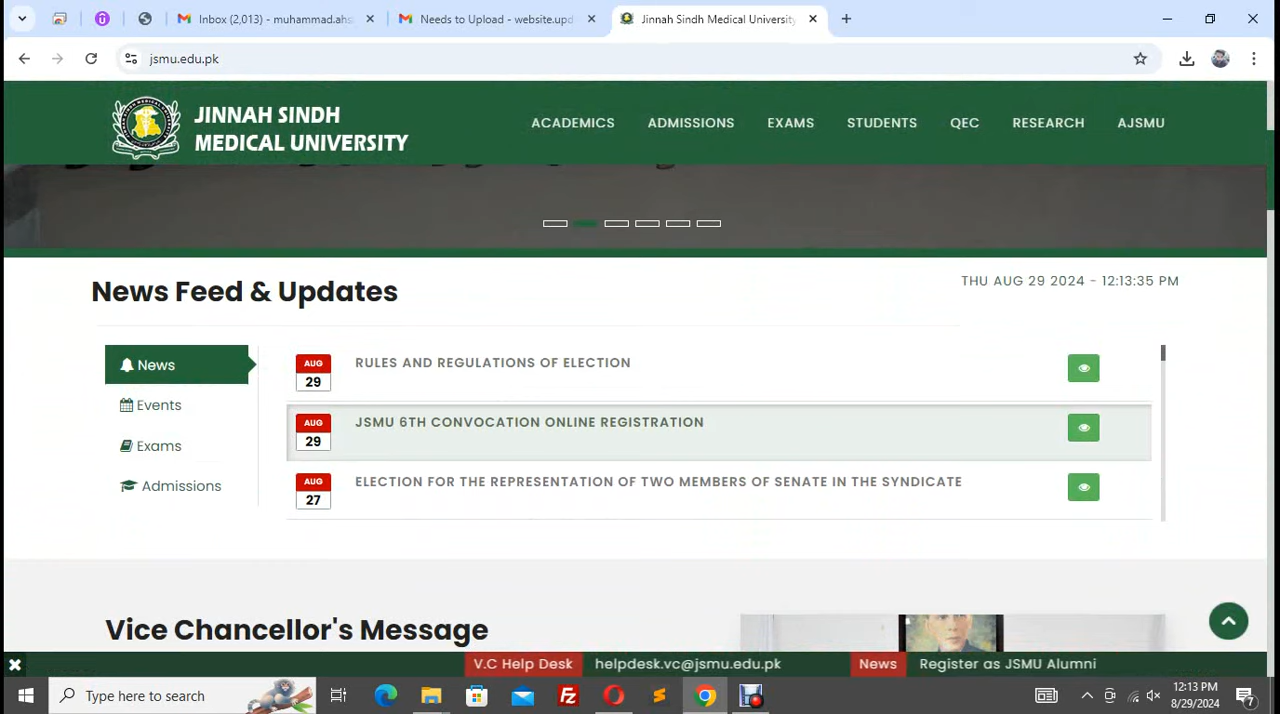 Inbox (2,013) - muhammad.ahs
Needs to Upload - website.upd
Jinnah Sindh Medical University
jsmu.edu.pk
JINNAH SINDH
MEDICAL UNIVERSITY
ACADEMICS
ADMISSIONS
EXAMS
STUDENTS
QEC
RESEARCH
AJSMU
News Feed & Updates
THU AUG 29 2024 - 12:13:35 PM
News
Events
Exams
Admissions
AUG
29
RULES AND REGULATIONS OF ELECTION
AUG
29
JSMU 6TH CONVOCATION ONLINE REGISTRATION
AUG
27
ELECTION FOR THE REPRESENTATION OF TWO MEMBERS OF SENATE IN THE SYNDICATE
Vice Chancellor's Message
V.C Help Desk
helpdesk.vc@jsmu.edu.pk
News
Register as JSMU Alumni
Type here to search
12:13 PM
8/29/2024
7